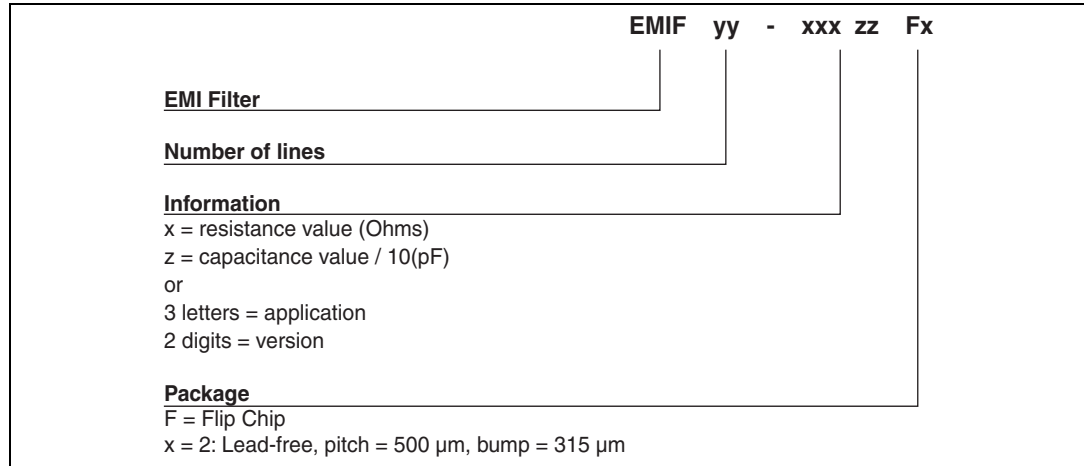 EMIF yy - xxx zz Fx
EMI Filter
Number of lines
Information
x = resistance value (Ohms)
z = capacitance value / 10(pF)
or
3 letters = application
2 digits = version
Package
F = Flip Chip
x = 2: Lead-free, pitch = 500 µm, bump = 315 µm